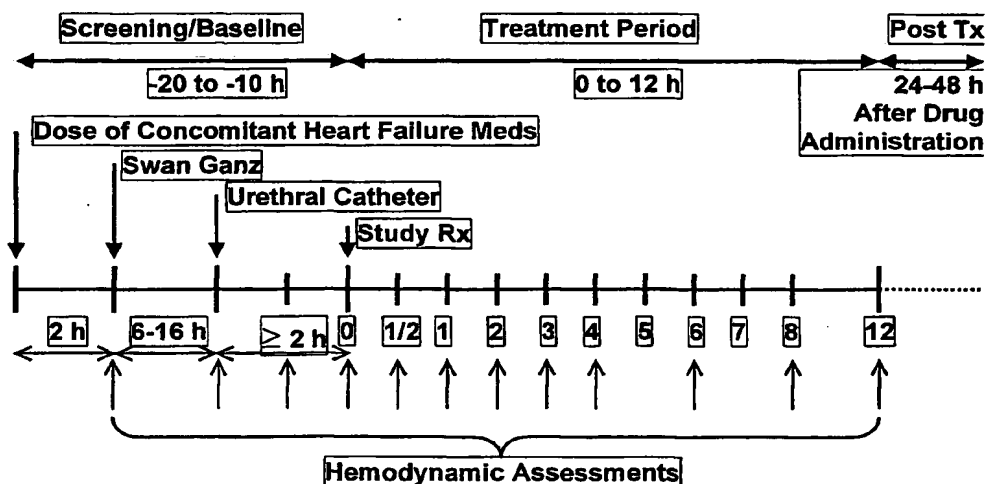 Screening/Baseline Treatment Period Post Tx
-20 to -10 h 0 to 12 h 24-48 h
After Drug
Administration
Dose of Concomitant Heart Failure Meds
Swan Ganz
Urethral Catheter
Study Rx
2 h 6-16 h ≥ 2 h 0 1/2 1 2 3 4 5 6 7 8 12
Hemodynamic Assessments